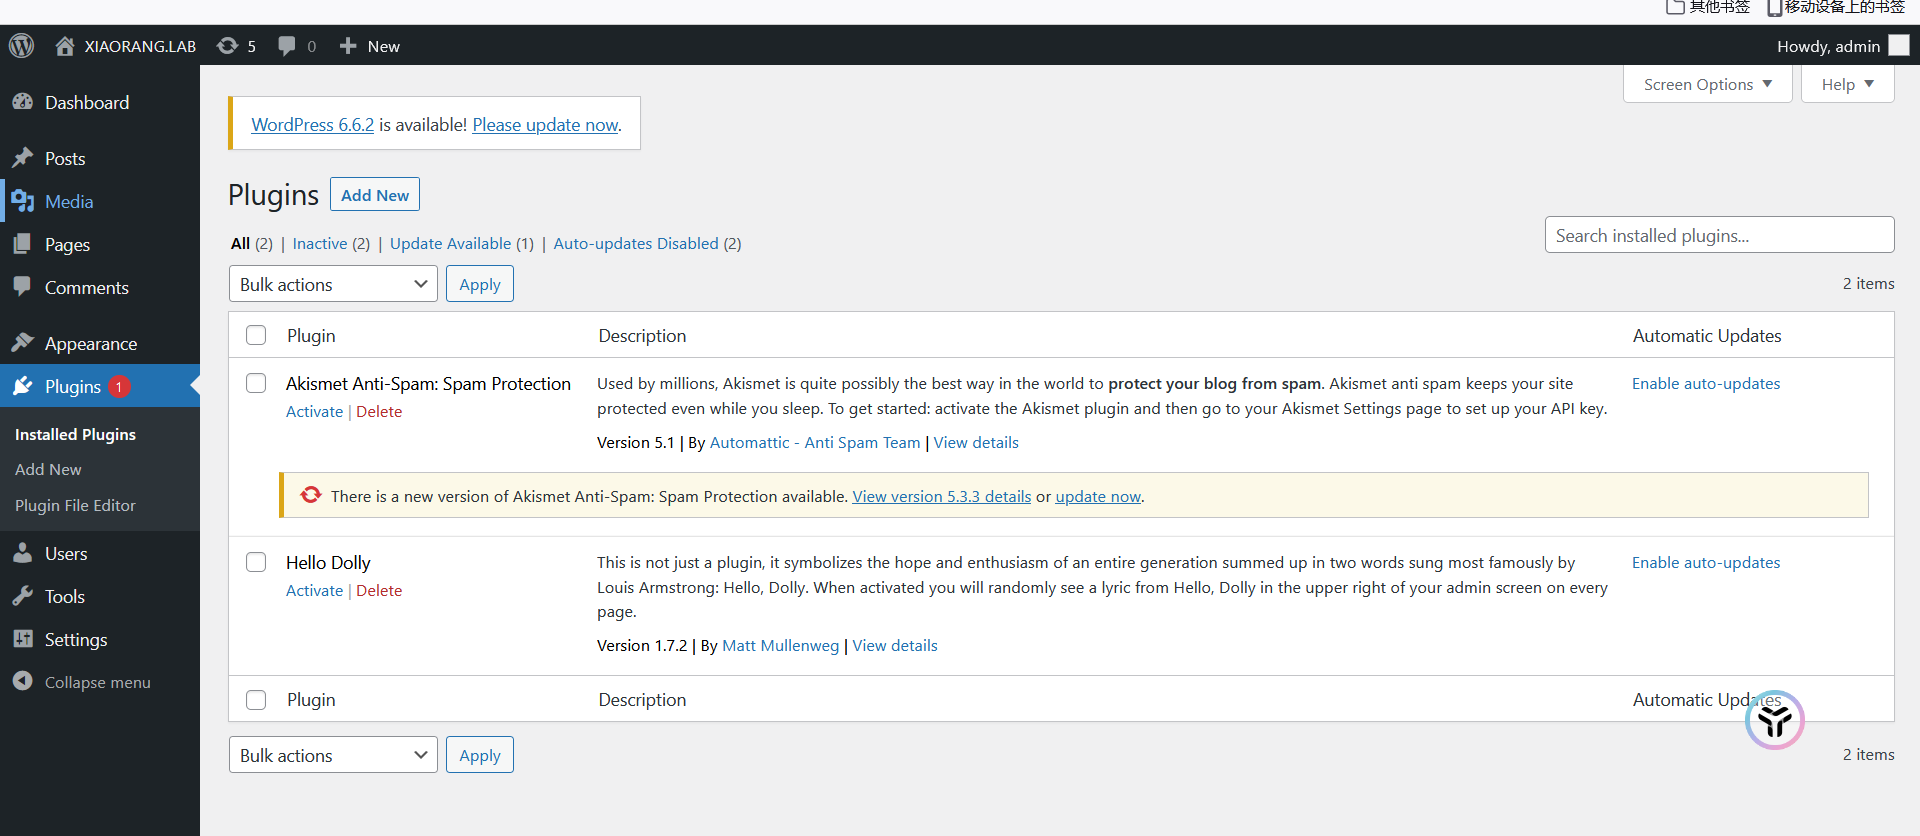 其他书签 移动设备上的书签
XIAORANG.LAB 5 0 New Howdy, admin
Screen Options Help
Dashboard
Posts
Media
Pages
Comments
Appearance
Plugins 1
Installed Plugins
Add New
Plugin File Editor
Users
Tools
Settings
Collapse menu
WordPress 6.6.2 is available! Please update now.
Plugins Add New
All (2) | Inactive (2) | Update Available (1) | Auto-updates Disabled (2)
Search installed plugins...
Bulk actions Apply
2 items
Plugin Description Automatic Updates
Akismet Anti-Spam: Spam Protection
Activate | Delete
Used by millions, Akismet is quite possibly the best way in the world to protect your blog from spam. Akismet anti spam keeps your site
protected even while you sleep. To get started: activate the Akismet plugin and then go to your Akismet Settings page to set up your API key.
Version 5.1 | By Automattic - Anti Spam Team | View details
Enable auto-updates
There is a new version of Akismet Anti-Spam: Spam Protection available. View version 5.3.3 details or update now.
Hello Dolly
Activate | Delete
This is not just a plugin, it symbolizes the hope and enthusiasm of an entire generation summed up in two words sung most famously by
Louis Armstrong: Hello, Dolly. When activated you will randomly see a lyric from Hello, Dolly in the upper right of your admin screen on every
page.
Version 1.7.2 | By Matt Mullenweg | View details
Enable auto-updates
Plugin Description Automatic Updates
Bulk actions Apply
2 items